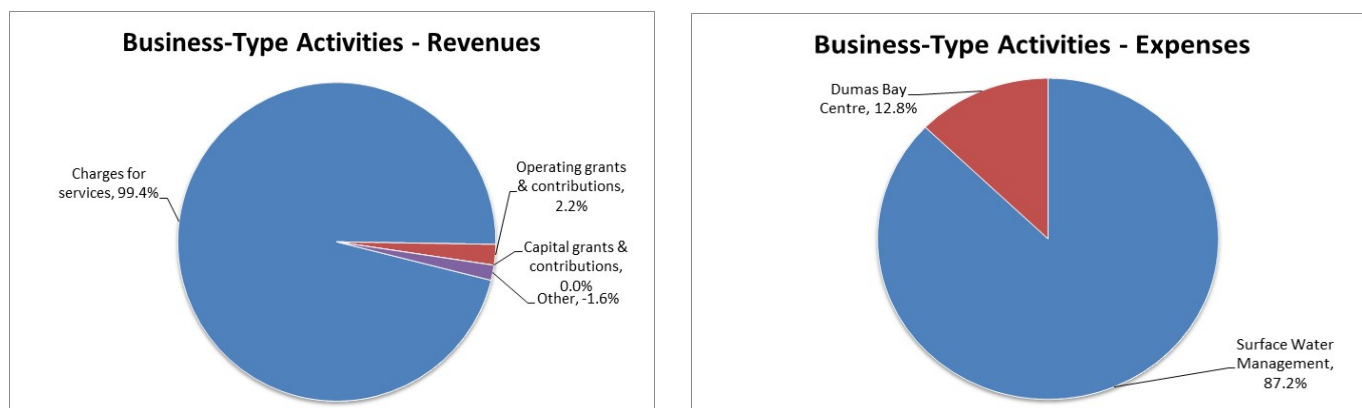 Business-Type Activities - Revenues
Charges for
services, 99.4%
Operating grants
& contributions,
2.2%
Capital grants &
contributions,
0.0%
Other, -1.6%
Business-Type Activities - Expenses
Dumas Bay
Centre, 12.8%
Surface Water
Management,
87.2%